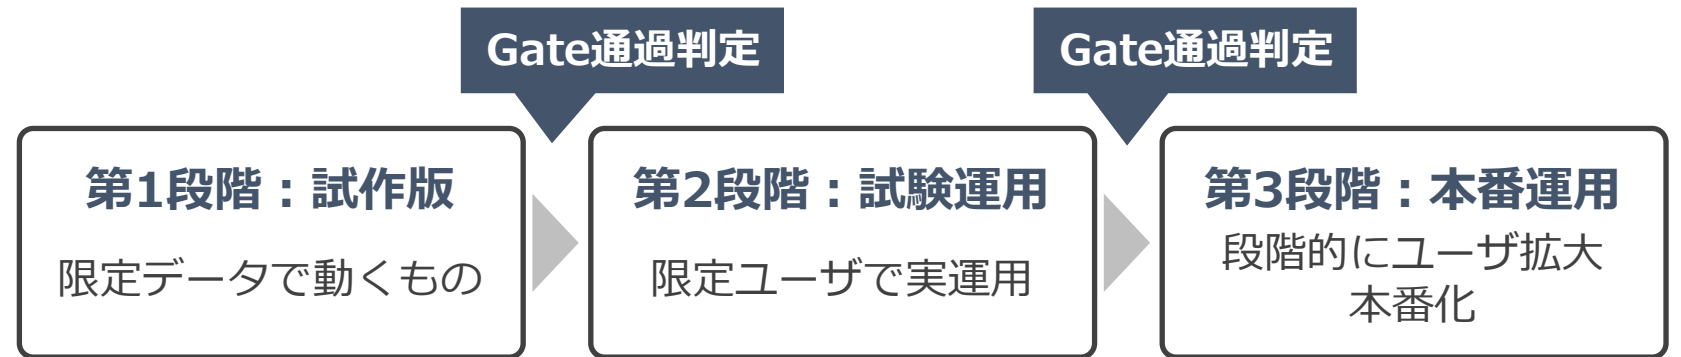 Gate通過判定
Gate通過判定
第1段階：試作版
限定データで動くもの
第2段階：試験運用
限定ユーザで実運用
第3段階：本番運用
段階的にユーザ拡大
本番化